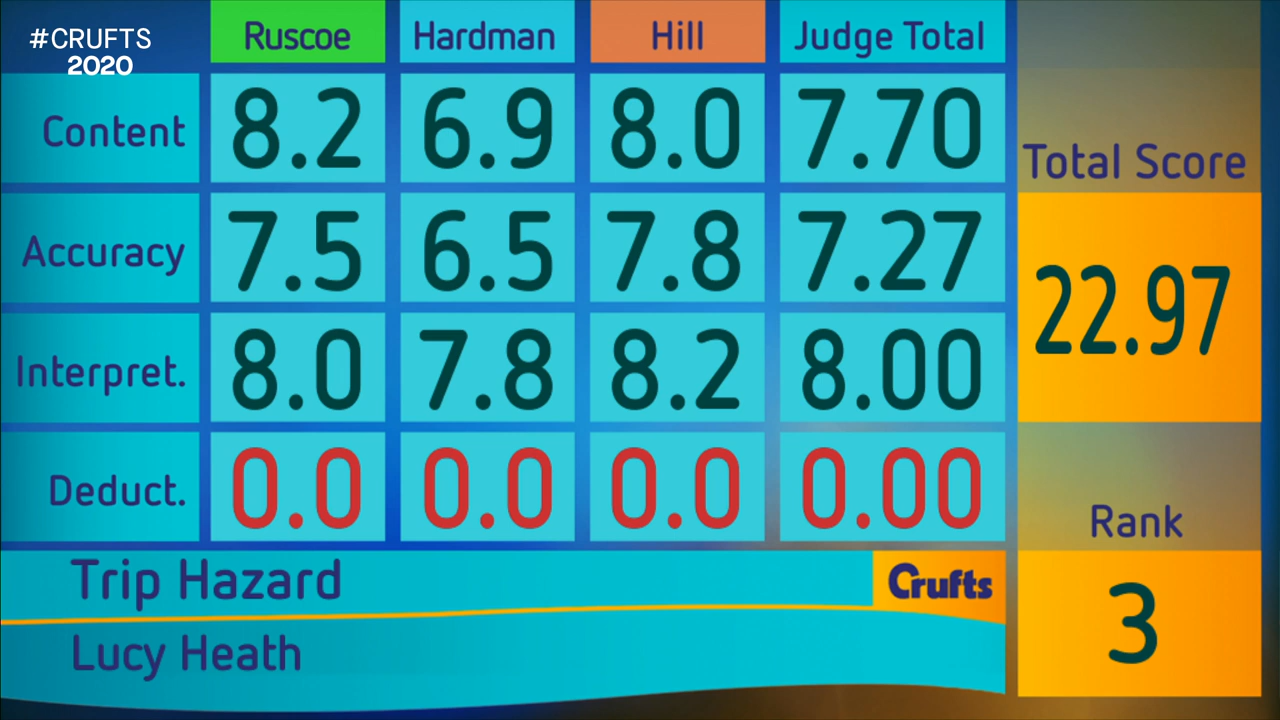 #CRUFTS
2020
Ruscoe Hardman Hill Judge Total
Content 8.2 6.9 8.0 7.70
Total Score
Accuracy 7.5 6.5 7.8 7.27
22.97
Interpret. 8.0 7.8 8.2 8.00
Deduct. 0.0 0.0 0.0 0.00
Rank
3
Trip Hazard
Crufts
Lucy Heath